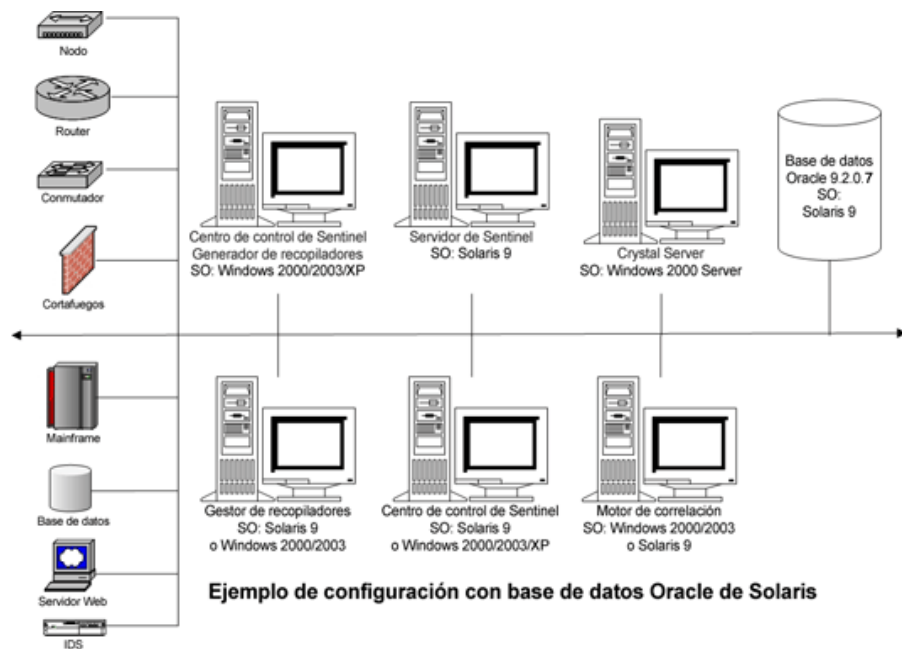 Nodo
Router
Conmutador
Cortafuegos
Mainframe
Base de datos
Servidor Web
IDS
Centro de control de Sentinel
Generador de recopiladores
SO: Windows 2000/2003/XP
Servidor de Sentinel
SO: Solaris 9
Crystal Server
SO: Windows 2000 Server
Base de datos
Oracle 9.2.0.7
SO:
Solaris 9
Gestor de recopiladores
SO: Solaris 9
o Windows 2000/2003
Centro de control de Sentinel
SO: Solaris 9
o Windows 2000/2003/XP
Motor de correlación
SO: Windows 2000/2003
o Solaris 9
Ejemplo de configuración con base de datos Oracle de Solaris